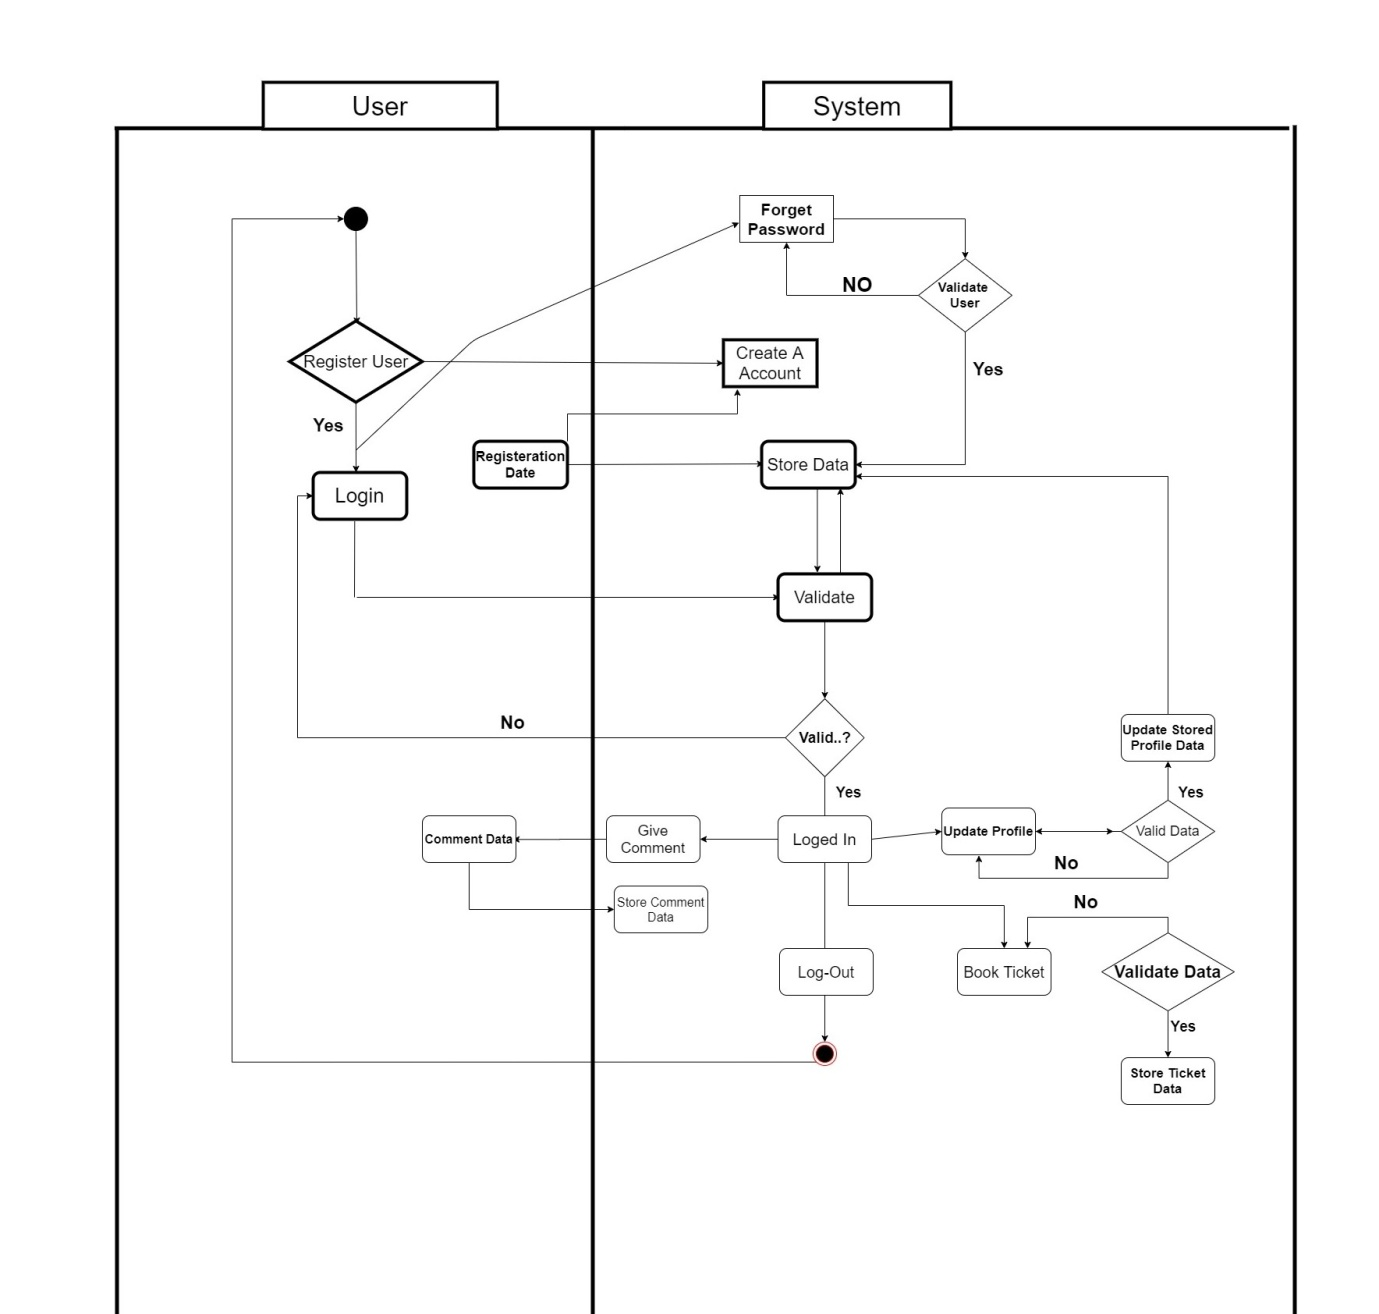 User
System
Forget
Password
NO
Validate
User
Register User
Create A
Account
Yes
Yes
Registeration
Date
Store Data
Login
Validate
No
Valid..?
Update Stored
Profile Data
Yes
Yes
Comment Data
Give
Comment
Loged In
Update Profile
Valid Data
No
Store Comment
Data
No
Log-Out
Book Ticket
Validate Data
Yes
Store Ticket
Data